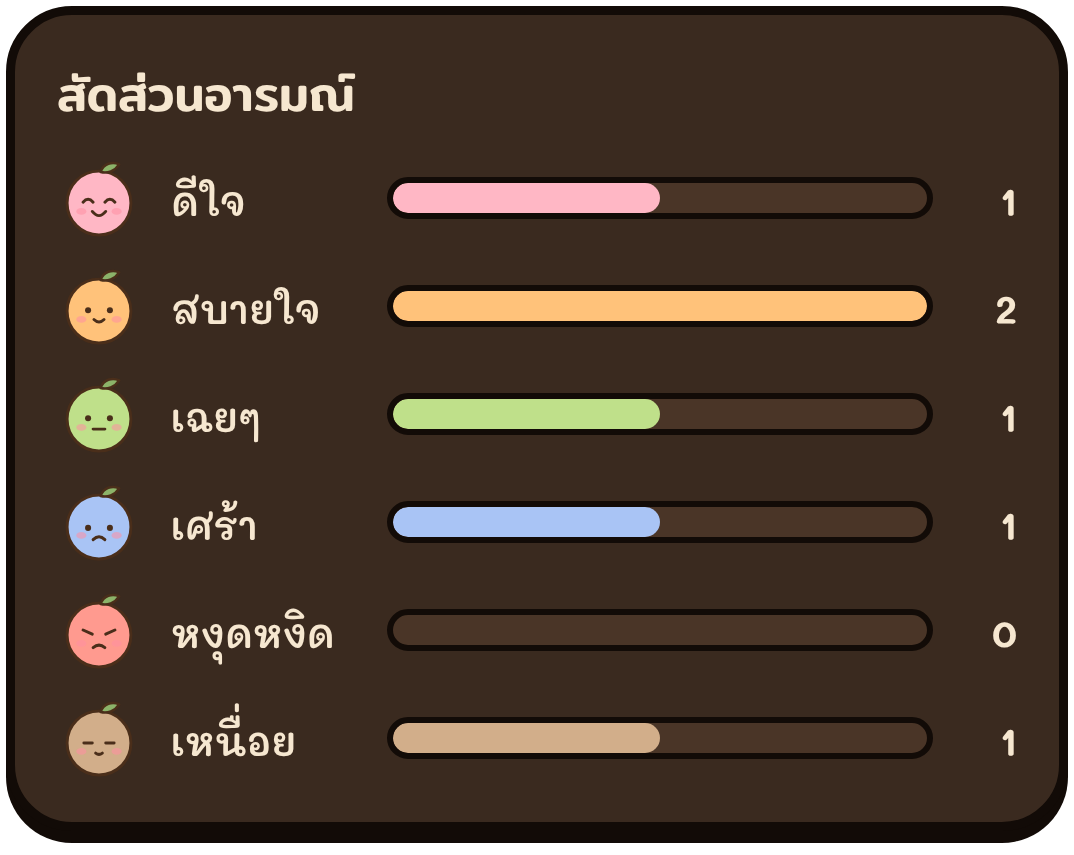 สัดส่วนอารมณ์
ดีใจ 1
สบายใจ 2
เฉยๆ 1
เศร้า 1
หงุดหงิด 0
เหนื่อย 1